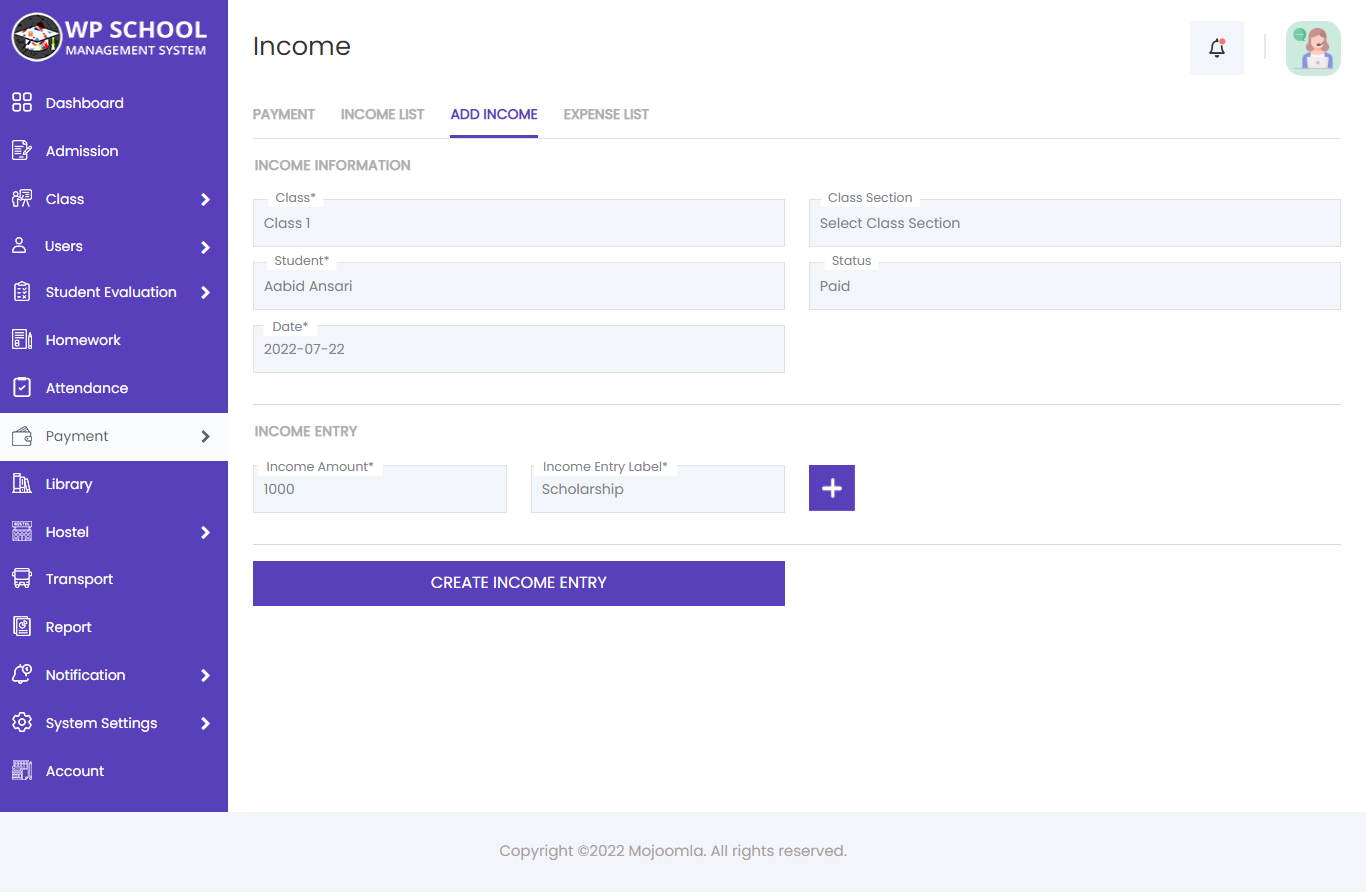 WP SCHOOL
MANAGEMENT SYSTEM
Dashboard
Admission
Class
Users
Student Evaluation
Homework
Attendance
Payment
Library
Hostel
Transport
Report
Notification
System Settings
Account
Income
PAYMENT INCOME LIST ADD INCOME EXPENSE LIST
INCOME INFORMATION
Class*
Class 1
Class Section
Select Class Section
Student*
Aabid Ansari
Status
Paid
Date*
2022-07-22
INCOME ENTRY
Income Amount*
1000
Income Entry Label*
Scholarship
CREATE INCOME ENTRY
Copyright ©2022 Mojoomla. All rights reserved.